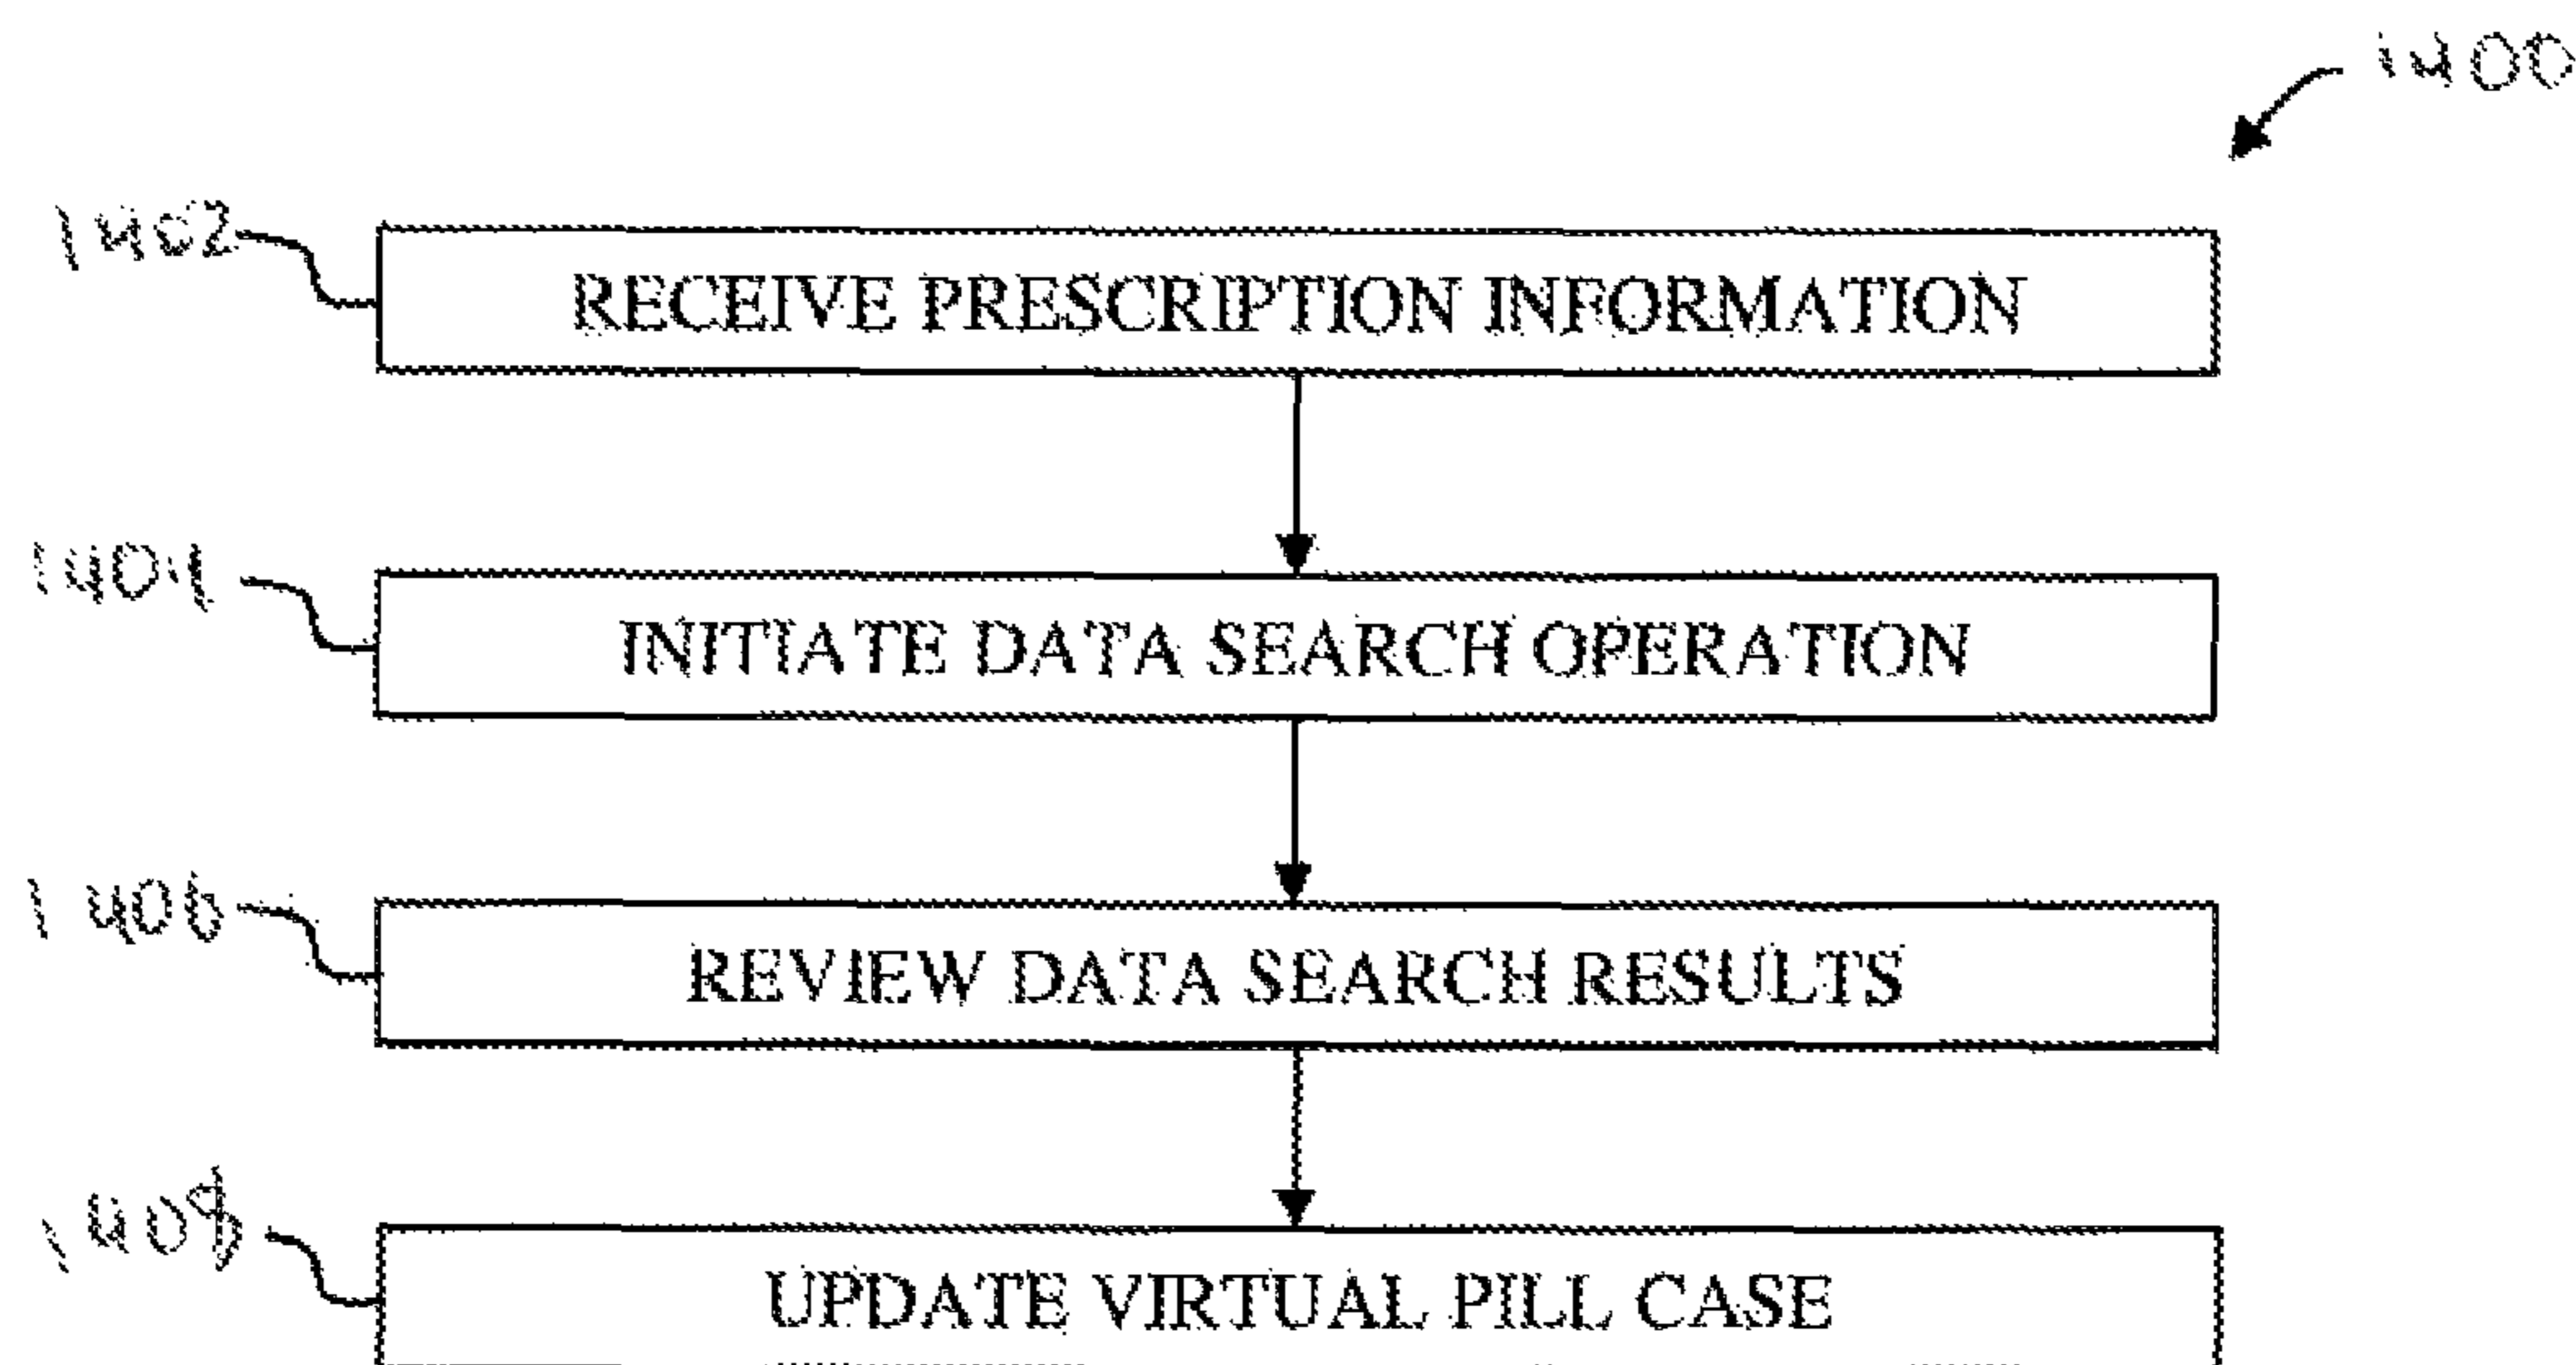 1400
1402
RECEIVE PRESCRIPTION INFORMATION
1404
INITIATE DATA SEARCH OPERATION
1406
REVIEW DATA SEARCH RESULTS
1408
UPDATE VIRTUAL PILL CASE